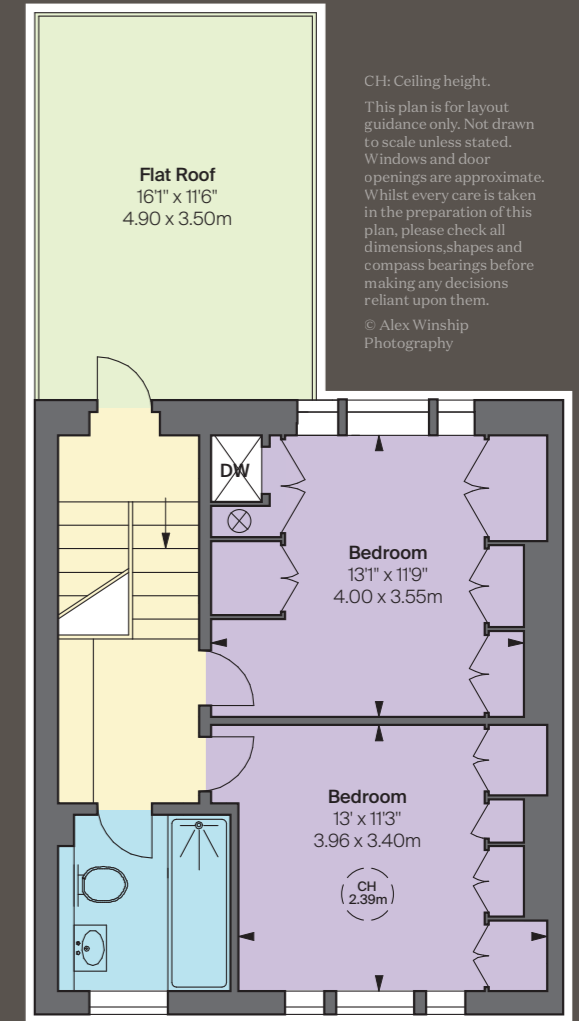 CH: Ceiling height.
This plan is for layout
guidance only. Not drawn
to scale unless stated.
Windows and door
openings are approximate.
Whilst every care is taken
in the preparation of this
plan, please check all
dimensions,shapes and
compass bearings before
making any decisions
reliant upon them.
© Alex Winship
Photography
Flat Roof
16'1" x 11'6"
4.90 x 3.50m
DW
Bedroom
13'1" x 11'9"
4.00 x 3.55m
Bedroom
13' x 11'3"
3.96 x 3.40m
CH
2.39m